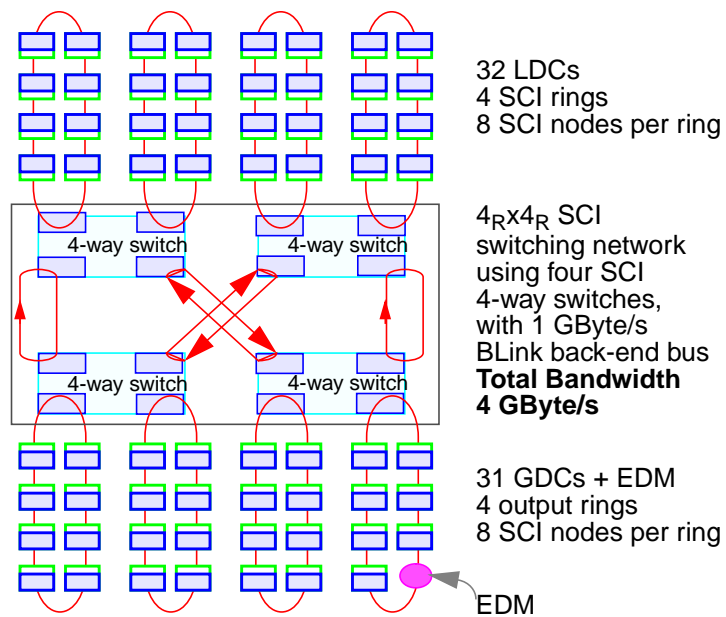 32 LDCs
4 SCI rings
8 SCI nodes per ring
4-way switch
4-way switch
4Rx4R SCI
switching network
using four SCI
4-way switches,
with 1 GByte/s
BLink back-end bus
Total Bandwidth
4 GByte/s
4-way switch
4-way switch
31 GDCs + EDM
4 output rings
8 SCI nodes per ring
EDM